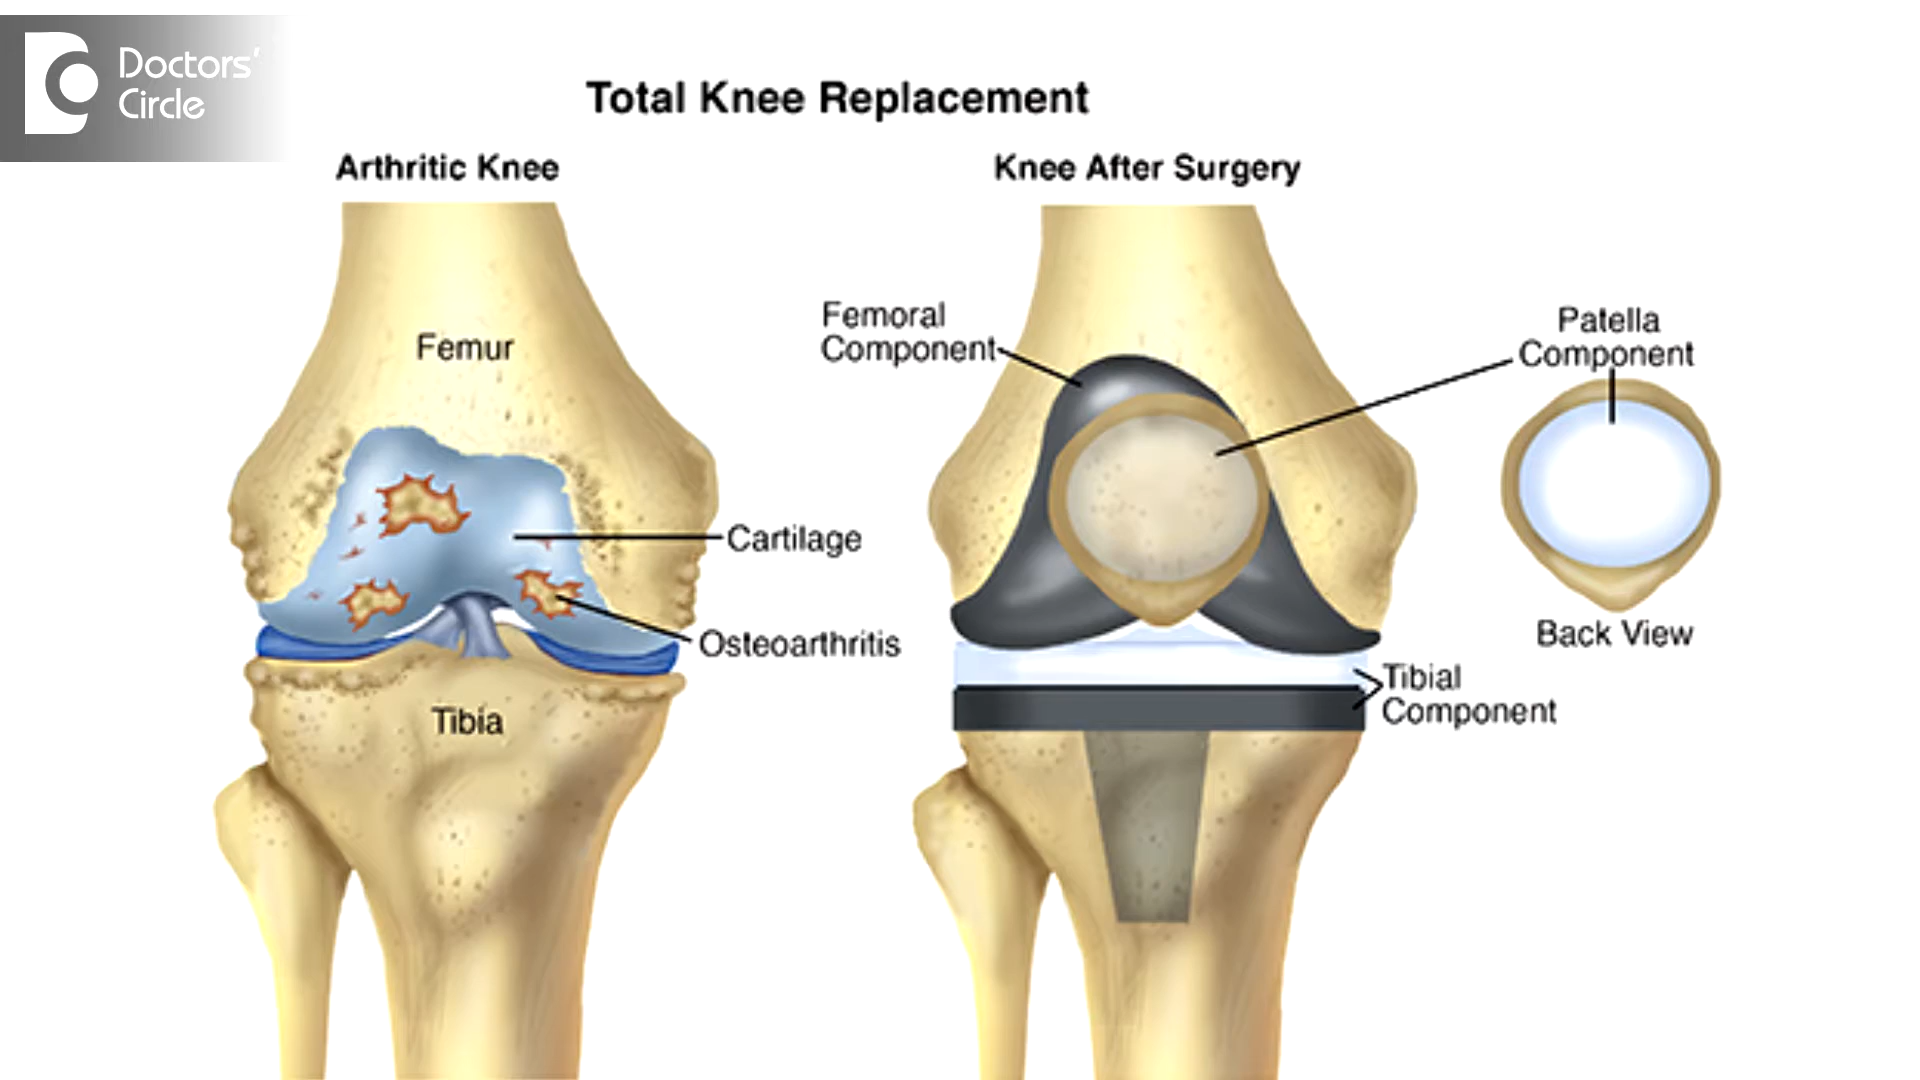 Doctors'
Circle
Total Knee Replacement
Arthritic Knee
Knee After Surgery
Femur
Femoral
Component
Patella
Component
Cartilage
Osteoarthritis
Back View
Tibia
Tibial
Component